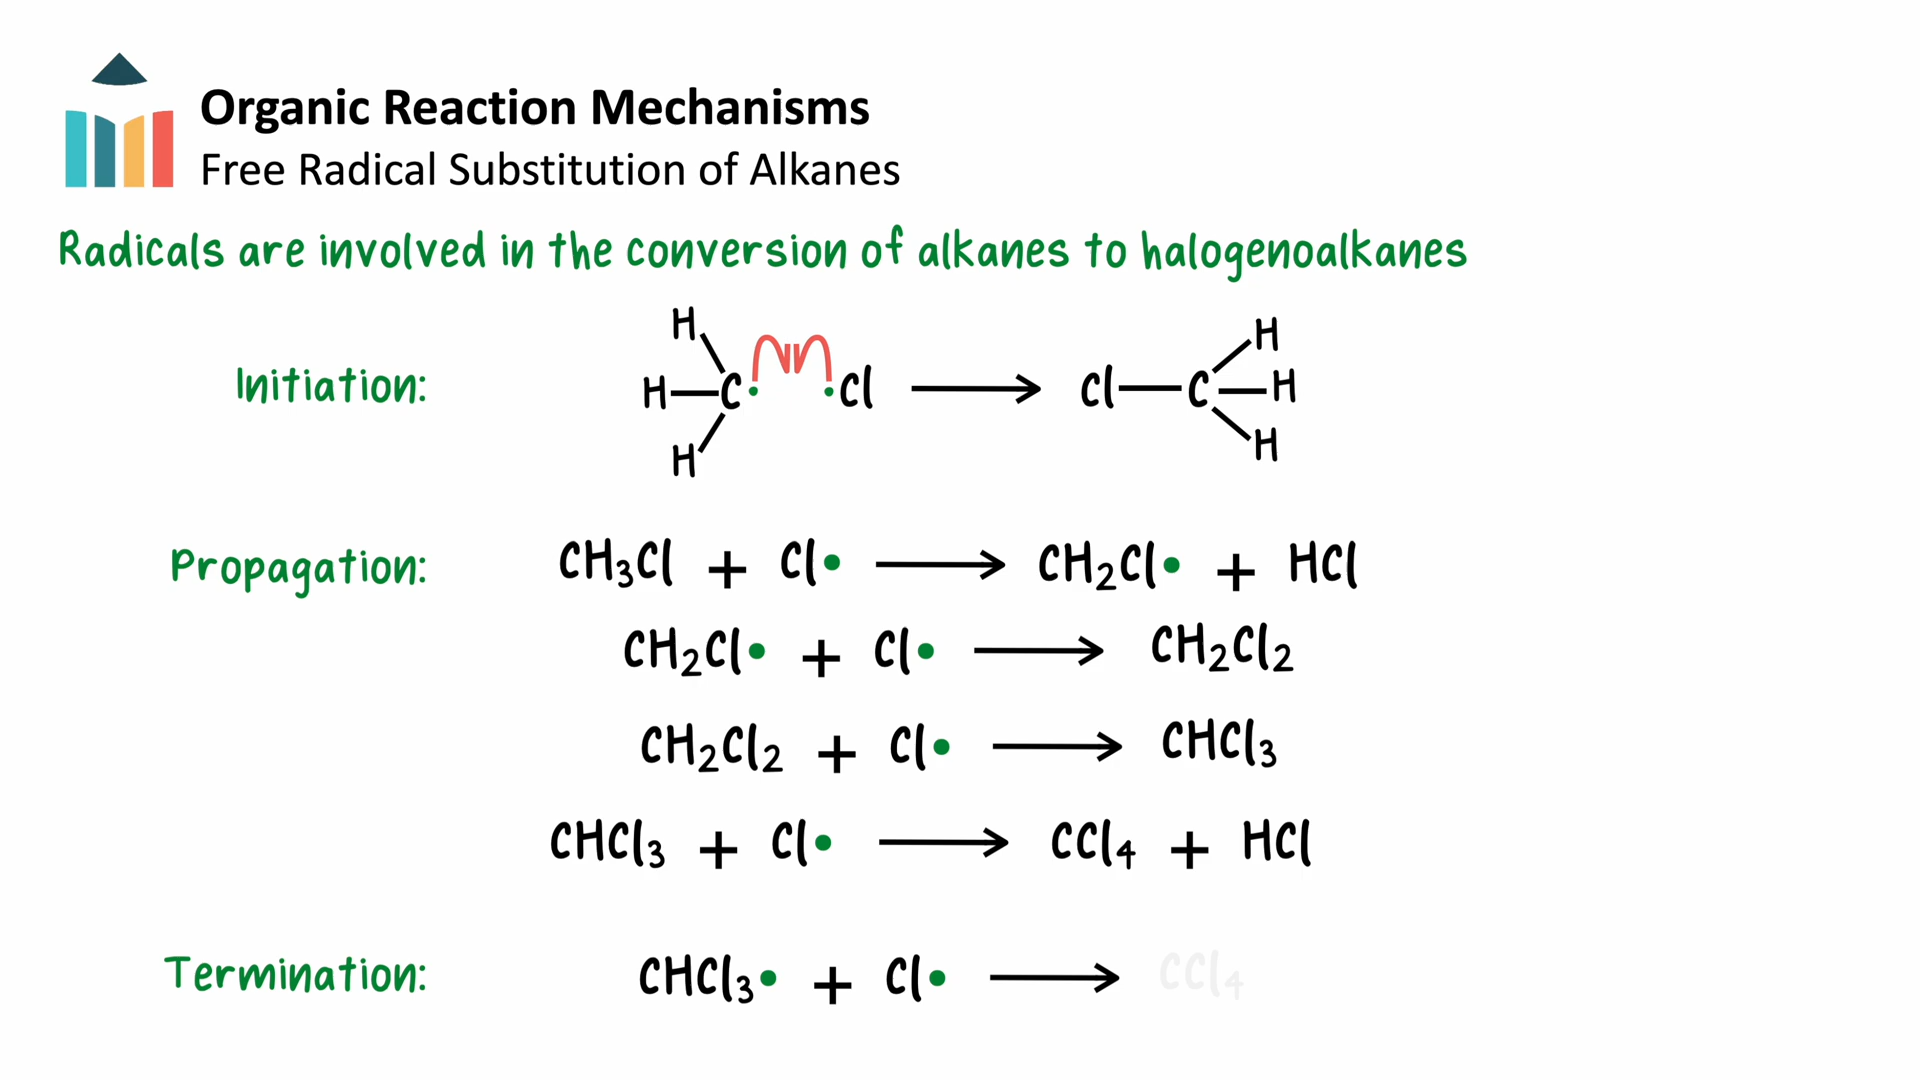 Organic Reaction Mechanisms
Free Radical Substitution of Alkanes
Radicals are involved in the conversion of alkanes to halogenoalkanes
H H
Initiation: H—C• •Cl ⟶ Cl—C—H
H H
Propagation: CH₃Cl + Cl• ⟶ CH₂Cl• + HCl
CH₂Cl• + Cl• ⟶ CH₂Cl₂
CH₂Cl₂ + Cl• ⟶ CHCl₃
CHCl₃ + Cl• ⟶ CCl₄ + HCl
Termination: CHCl₃• + Cl• ⟶ CCl₄